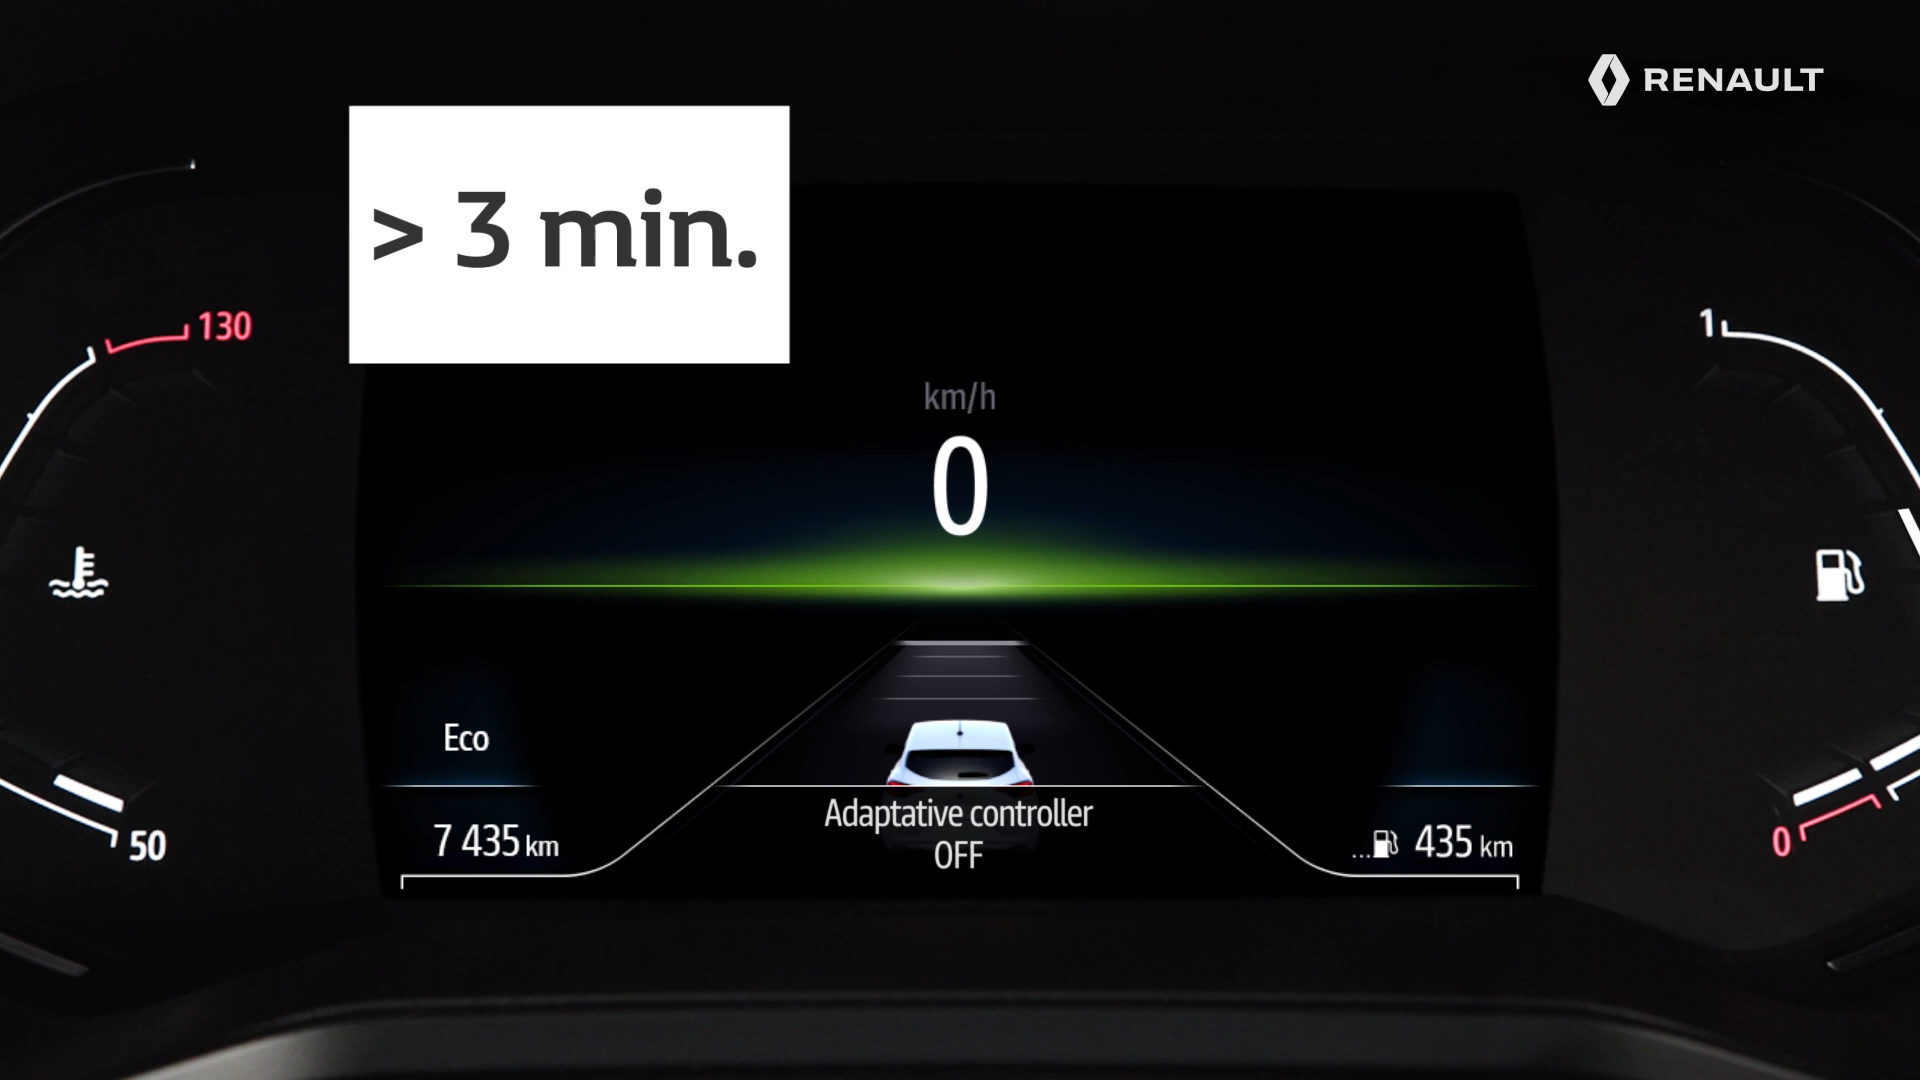 RENAULT
> 3 min.
130
1
km/h
0
Eco
Adaptative controller
OFF
50
7 435 km
...435 km
0